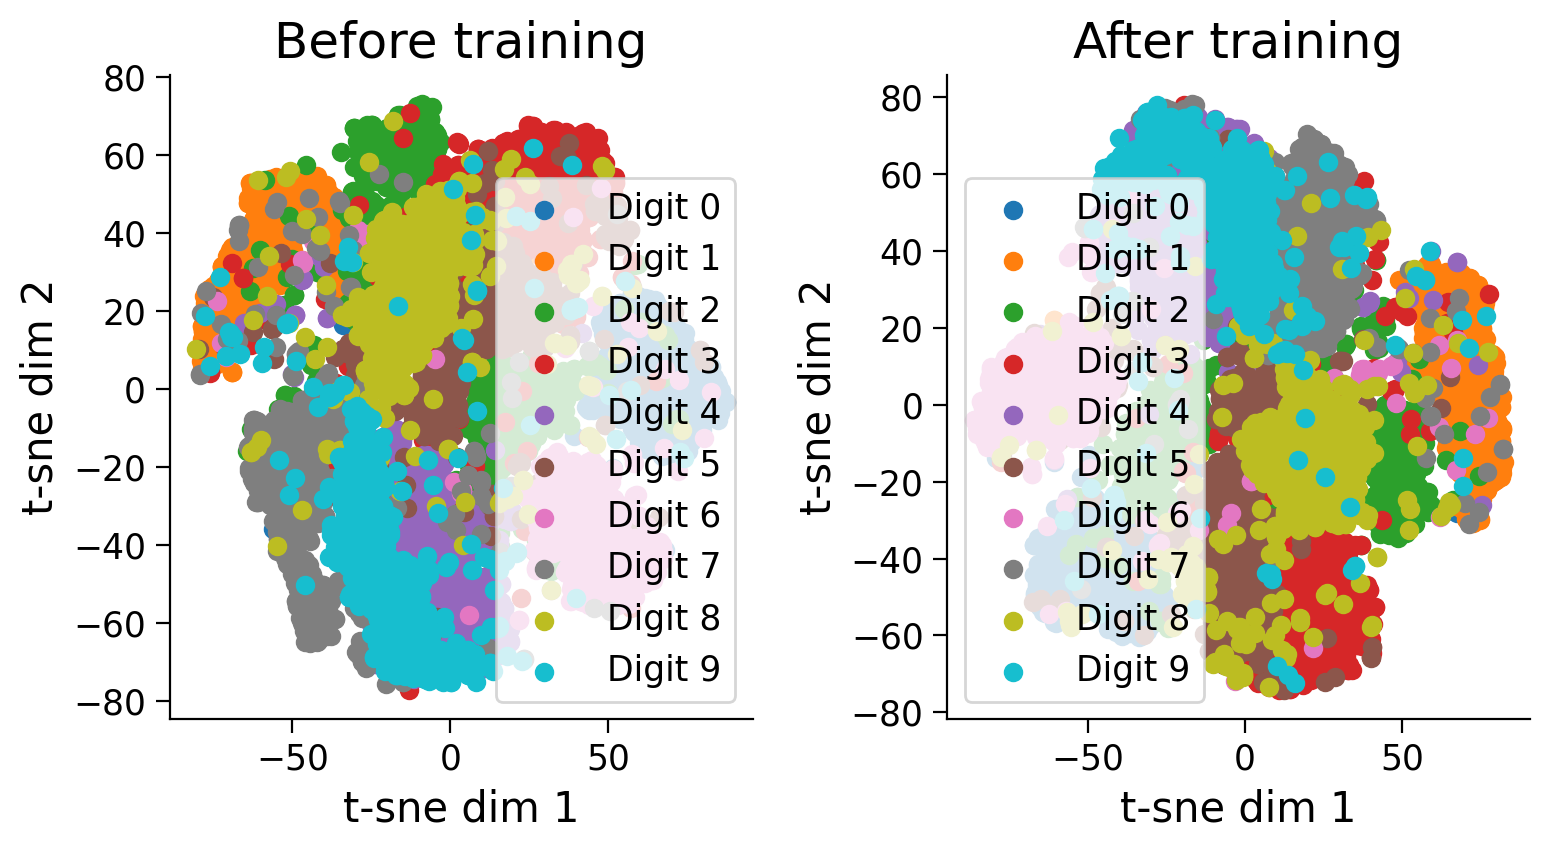 Before training
80
60
40
20
0
−20
−40
−60
−80
t-sne dim 2
−50 0 50
t-sne dim 1
Digit 0
Digit 1
Digit 2
Digit 3
Digit 4
Digit 5
Digit 6
Digit 7
Digit 8
Digit 9
After training
80
60
40
20
0
−20
−40
−60
−80
t-sne dim 2
−50 0 50
t-sne dim 1
Digit 0
Digit 1
Digit 2
Digit 3
Digit 4
Digit 5
Digit 6
Digit 7
Digit 8
Digit 9